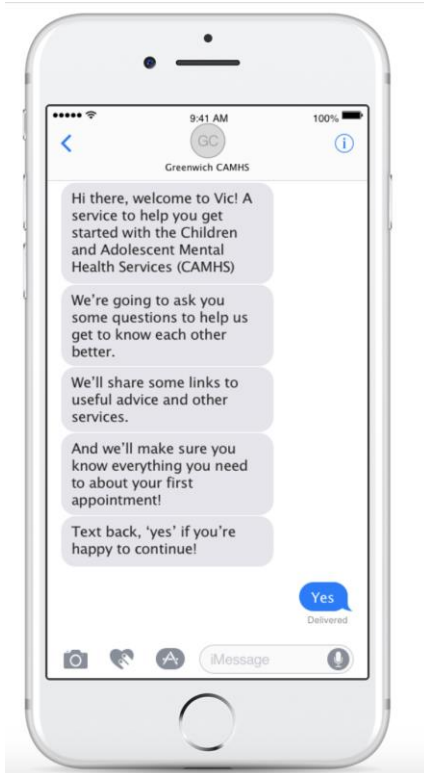 9:41 AM
100%
GC
Greenwich CAMHS
Hi there, welcome to Vic! A
service to help you get
started with the Children
and Adolescent Mental
Health Services (CAMHS)
We're going to ask you
some questions to help us
get to know each other
better.
We'll share some links to
useful advice and other
services.
And we'll make sure you
know everything you need
to about your first
appointment!
Text back, 'yes' if you're
happy to continue!
Yes
Delivered
iMessage